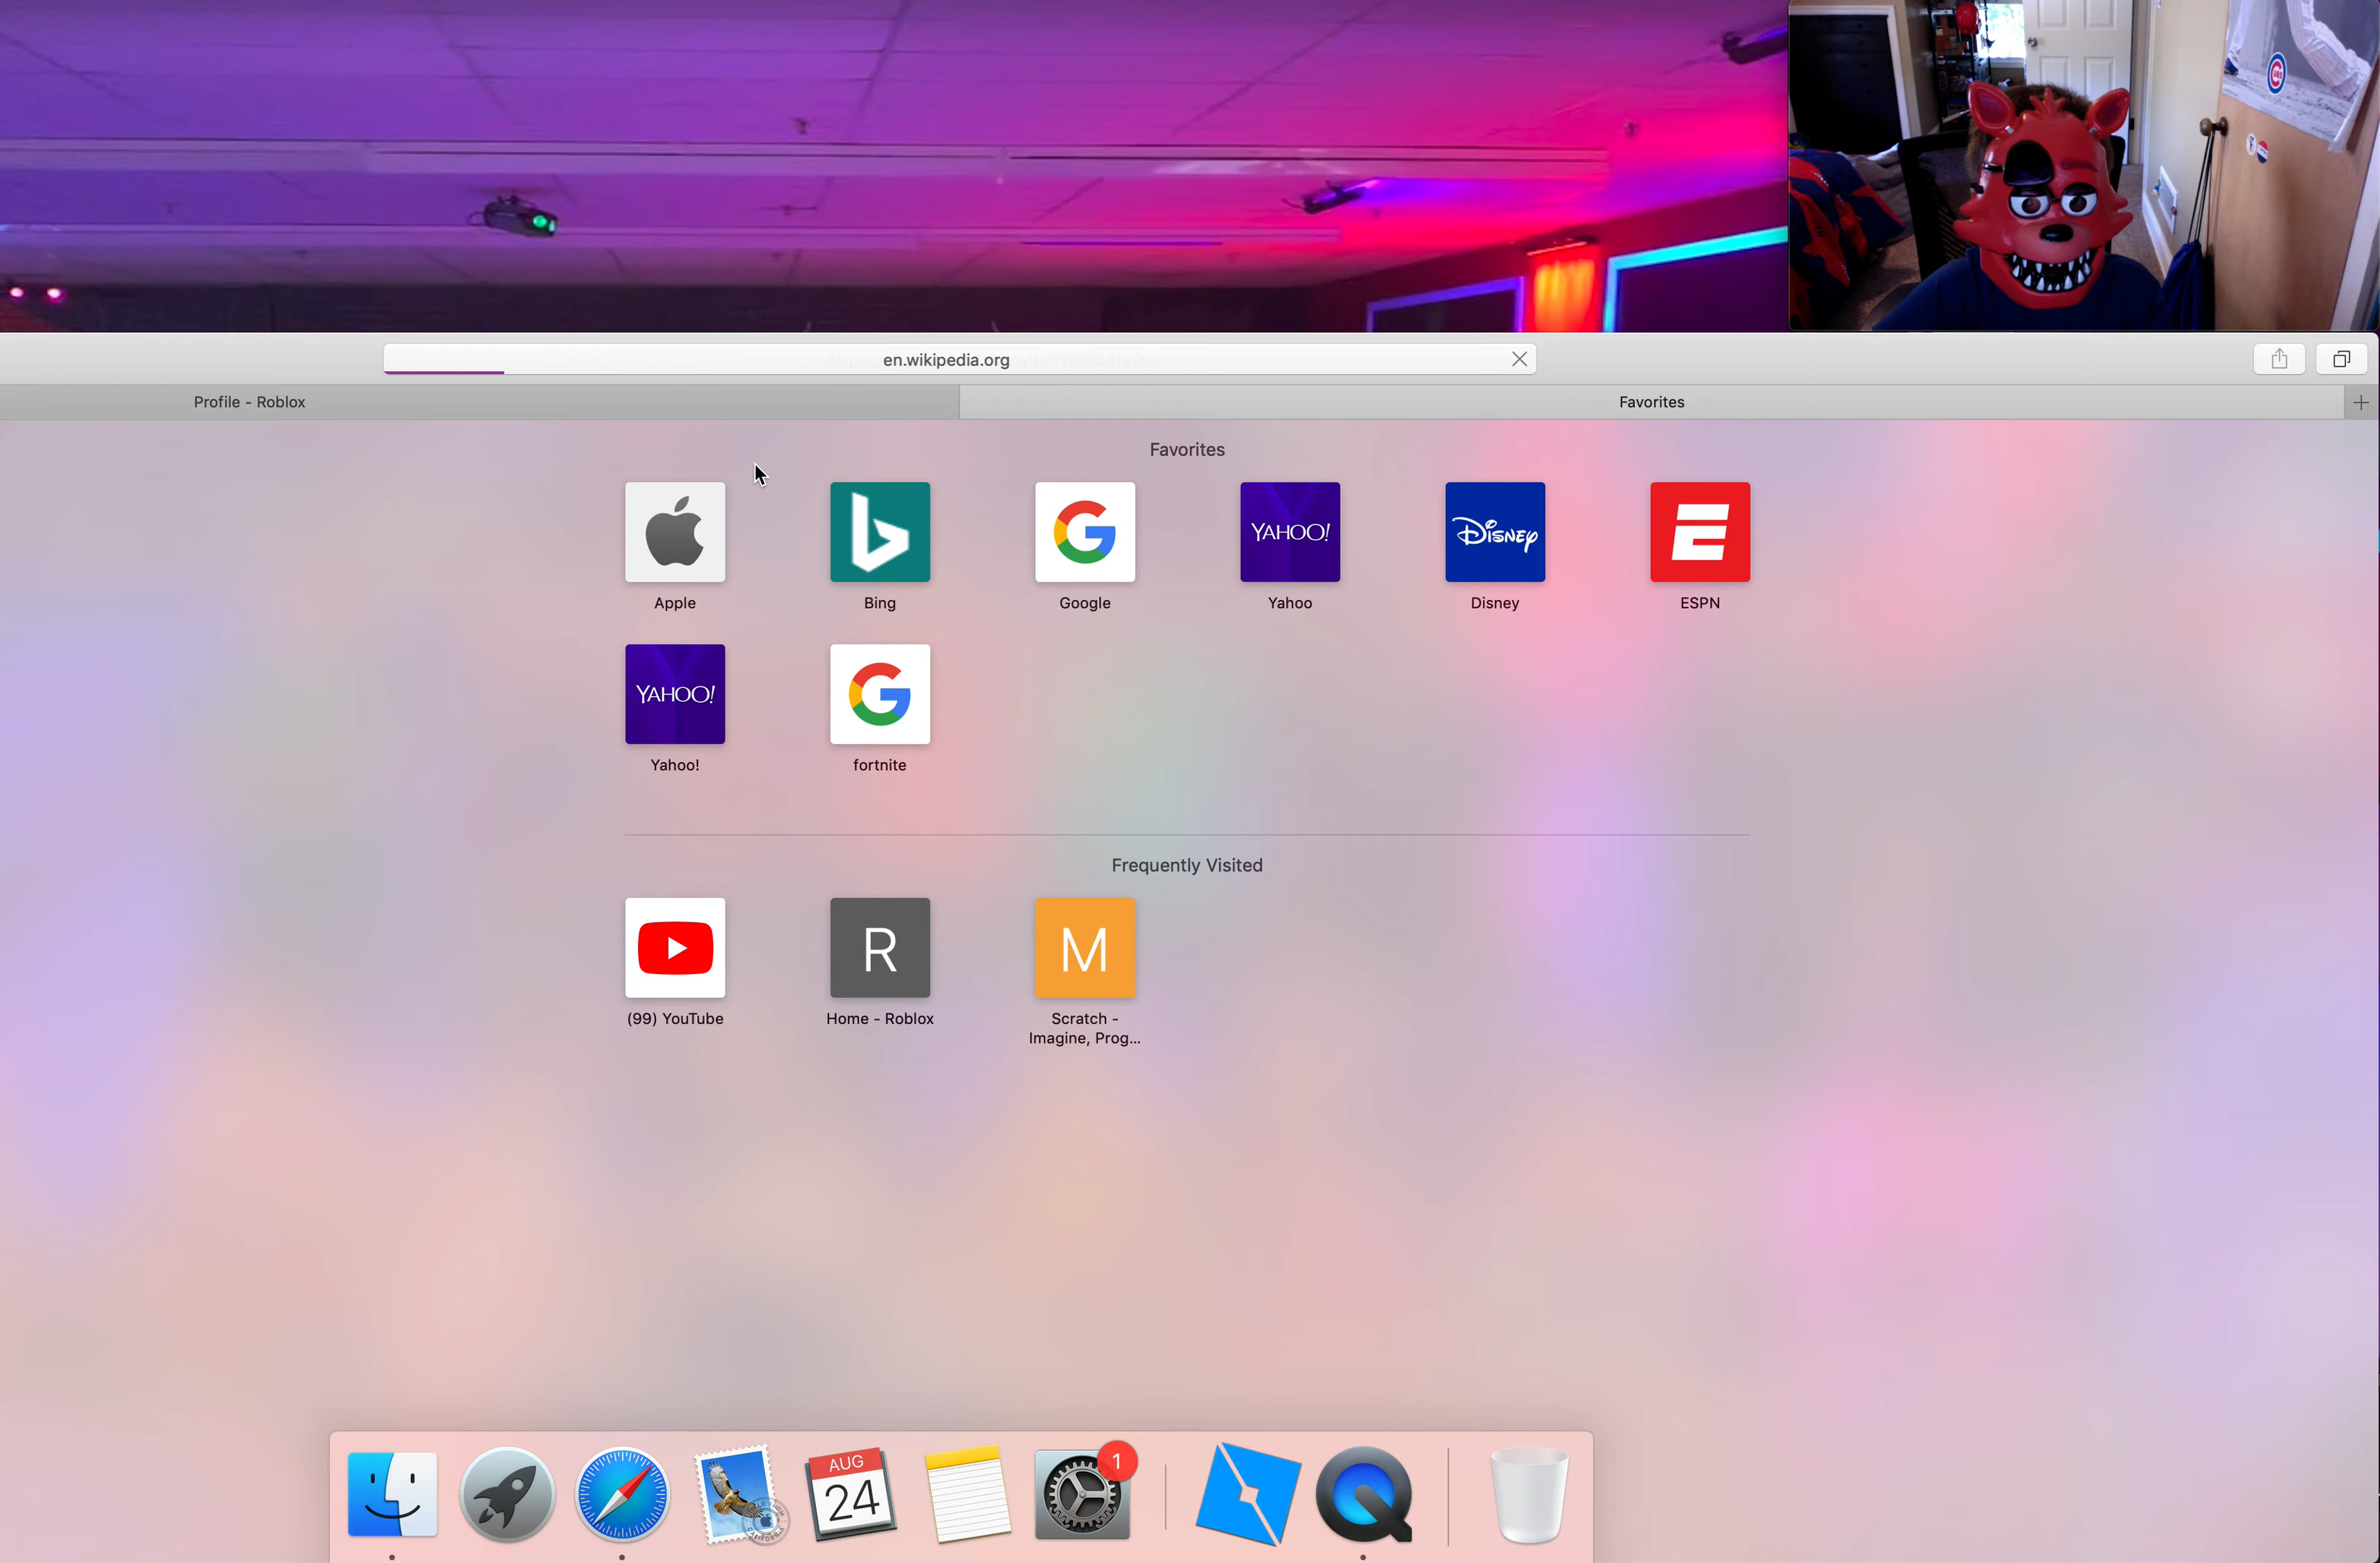 en.wikipedia.org
Profile - Roblox
Favorites
Favorites
YAHOO!
Disney
Apple
Bing
Google
Yahoo
Disney
ESPN
YAHOO!
Yahoo!
fortnite
Frequently Visited
R
M
(99) YouTube
Home - Roblox
Scratch -
Imagine, Prog...
AUG
24
1